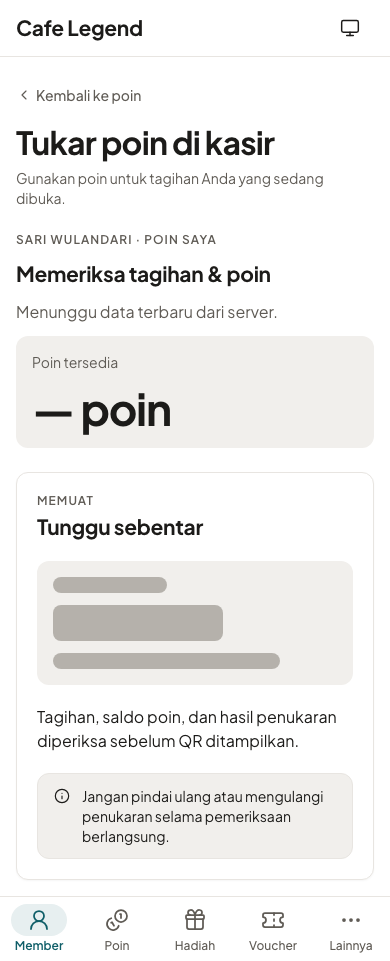 Cafe Legend
Kembali ke poin
Tukar poin di kasir
Gunakan poin untuk tagihan Anda yang sedang
dibuka.
SARI WULANDARI · POIN SAYA
Memeriksa tagihan & poin
Menunggu data terbaru dari server.
Poin tersedia
— poin
MEMUAT
Tunggu sebentar
Tagihan, saldo poin, dan hasil penukaran
diperiksa sebelum QR ditampilkan.
Jangan pindai ulang atau mengulangi
penukaran selama pemeriksaan
berlangsung.
Member
Poin
Hadiah
Voucher
Lainnya